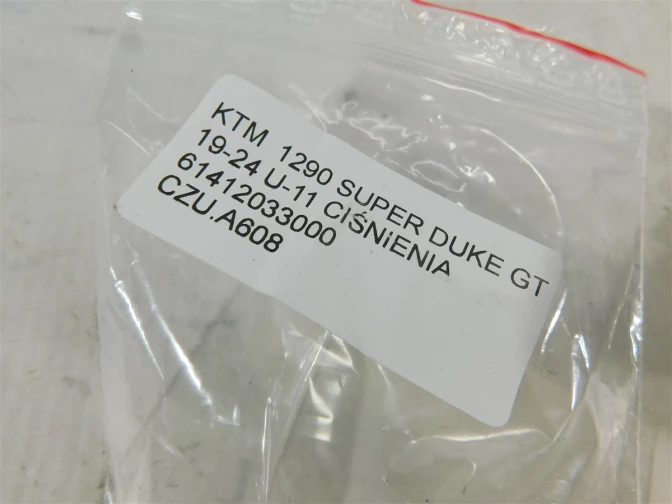 KTM 1290 SUPER DUKE GT
19-24 U-11 CIŚNiENIA
61412033000
CZU.A608